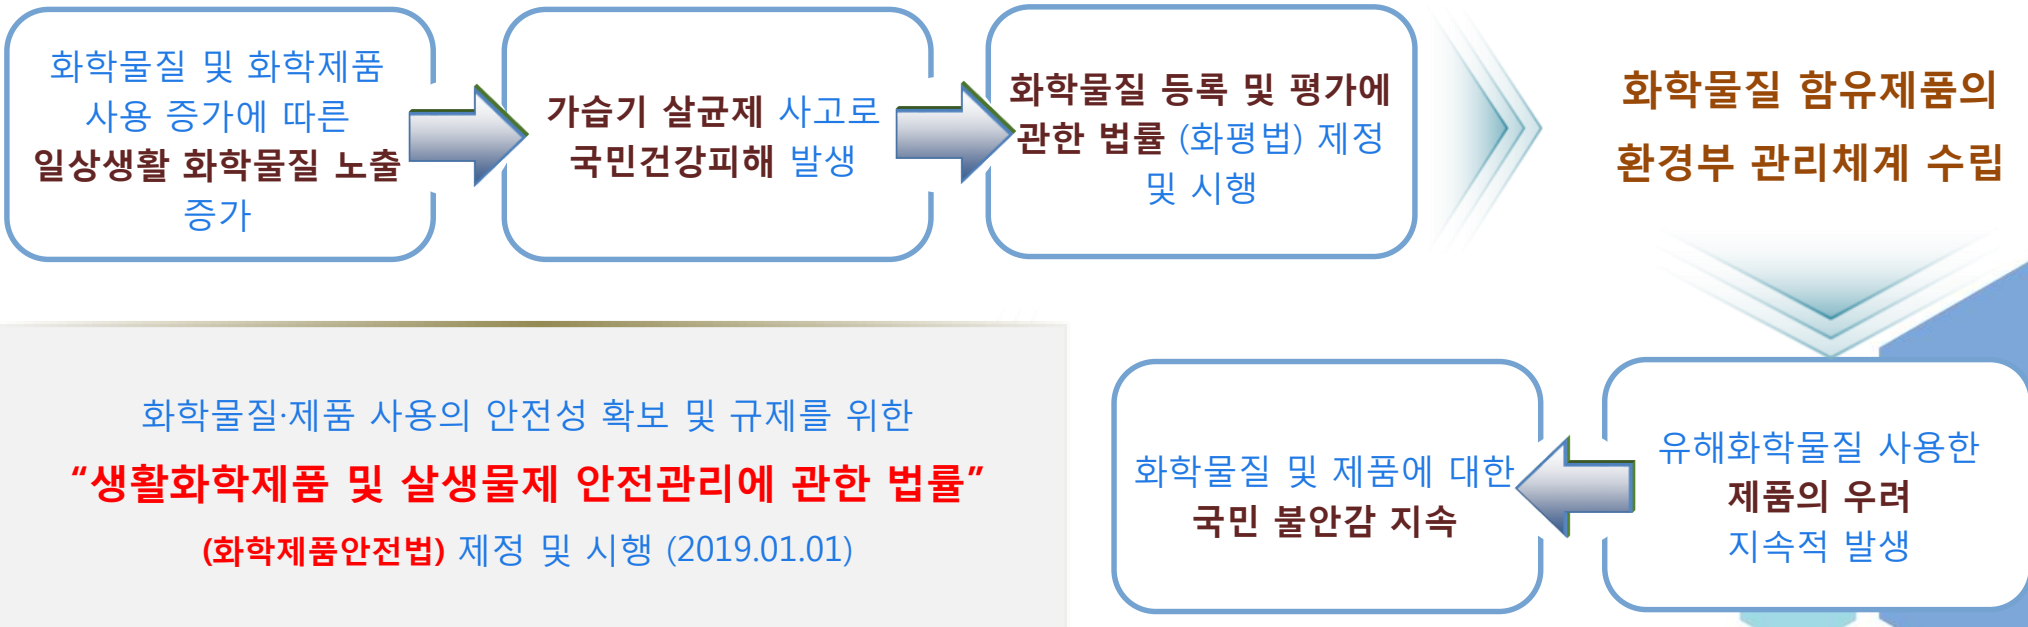 화학물질 및 화학제품
사용 증가에 따른
일상생활 화학물질 노출
증가
가습기 살균제 사고로
국민건강피해 발생
화학물질 등록 및 평가에
관한 법률 (화평법) 제정
및 시행
화학물질 함유제품의
환경부 관리체계 수립
유해화학물질 사용한
제품의 우려
지속적 발생
화학물질 및 제품에 대한
국민 불안감 지속
화학물질·제품 사용의 안전성 확보 및 규제를 위한
“생활화학제품 및 살생물제 안전관리에 관한 법률”
(화학제품안전법) 제정 및 시행 (2019.01.01)